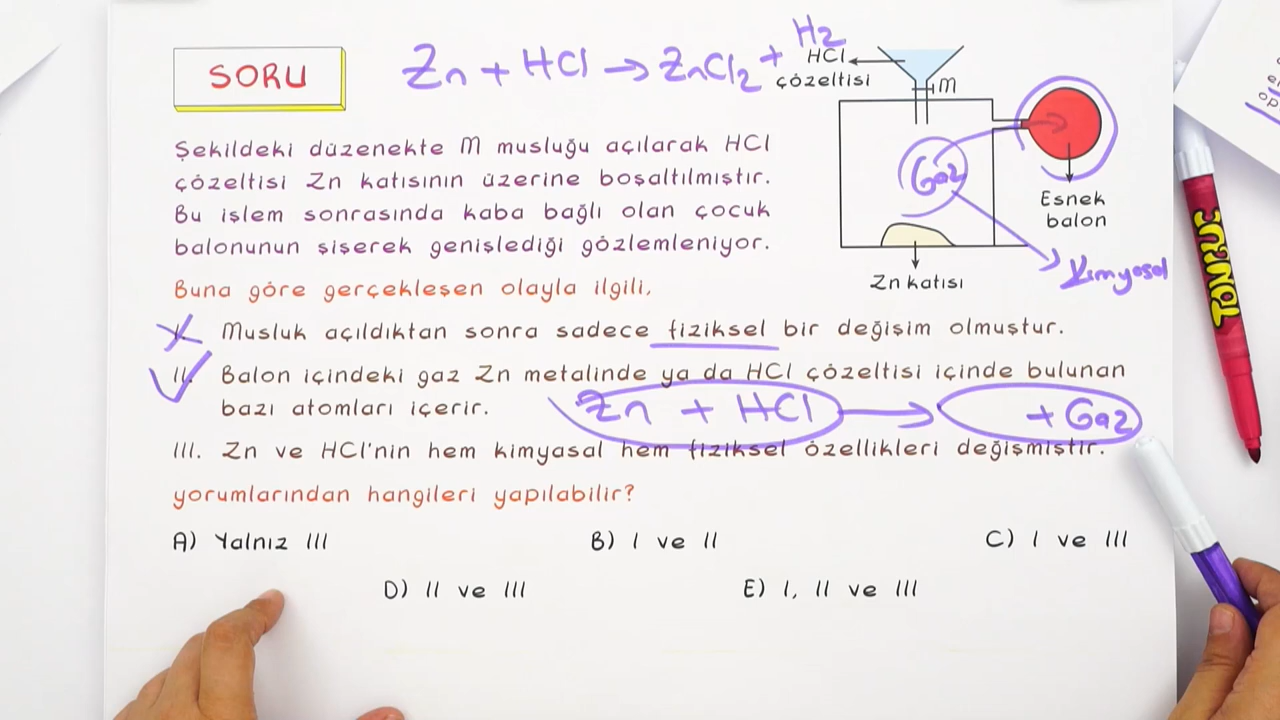 SORU
Zn + HCl → ZnCl2 + H2
HCl
çözeltisi
M
Şekildeki düzenekte M musluğu açılarak HCl
çözeltisi Zn katısının üzerine boşaltılmıştır.
Bu işlem sonrasında kaba bağlı olan çocuk
balonunun şişerek genişlediği gözlemleniyor.
Gaz
Esnek
balon
Zn katısı
Kimyasal
Buna göre gerçekleşen olayla ilgili,
I. Musluk açıldıktan sonra sadece fiziksel bir değişim olmuştur.
II. Balon içindeki gaz Zn metalinde ya da HCl çözeltisi içinde bulunan
bazı atomları içerir.
Zn + HCl → + Gaz
III. Zn ve HCl'nin hem kimyasal hem fiziksel özellikleri değişmiştir.
yorumlarından hangileri yapılabilir?
A) Yalnız III
B) I ve II
C) I ve III
D) II ve III
E) I, II ve III
TONGUÇ